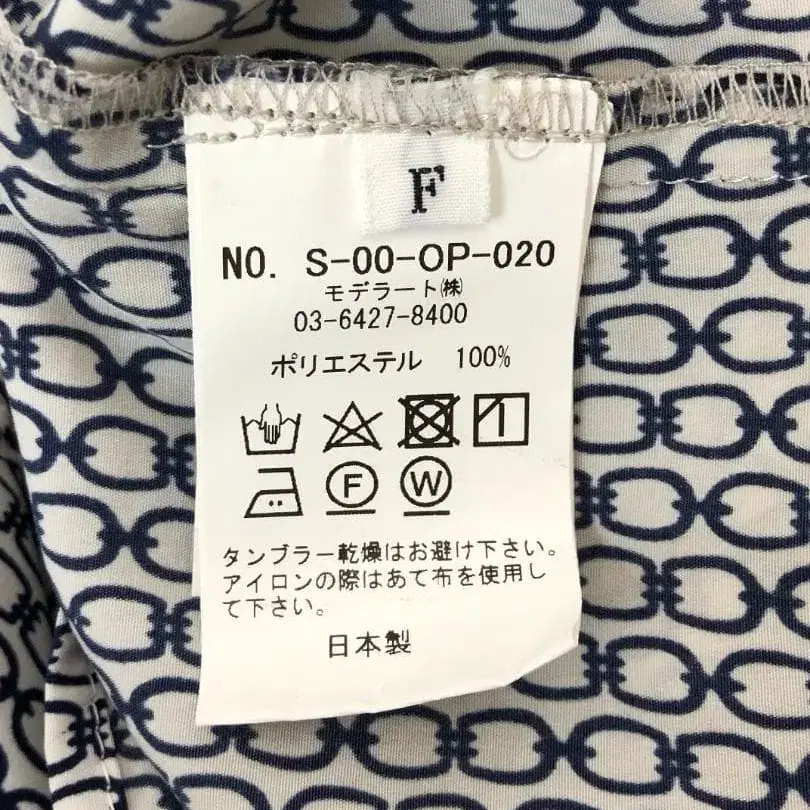 F
NO. S-00-OP-020
モデラート㈱
03-6427-8400
ポリエステル 100%
F W
タンブラー乾燥はお避け下さい。
アイロンの際はあて布を使用し
て下さい。
日本製